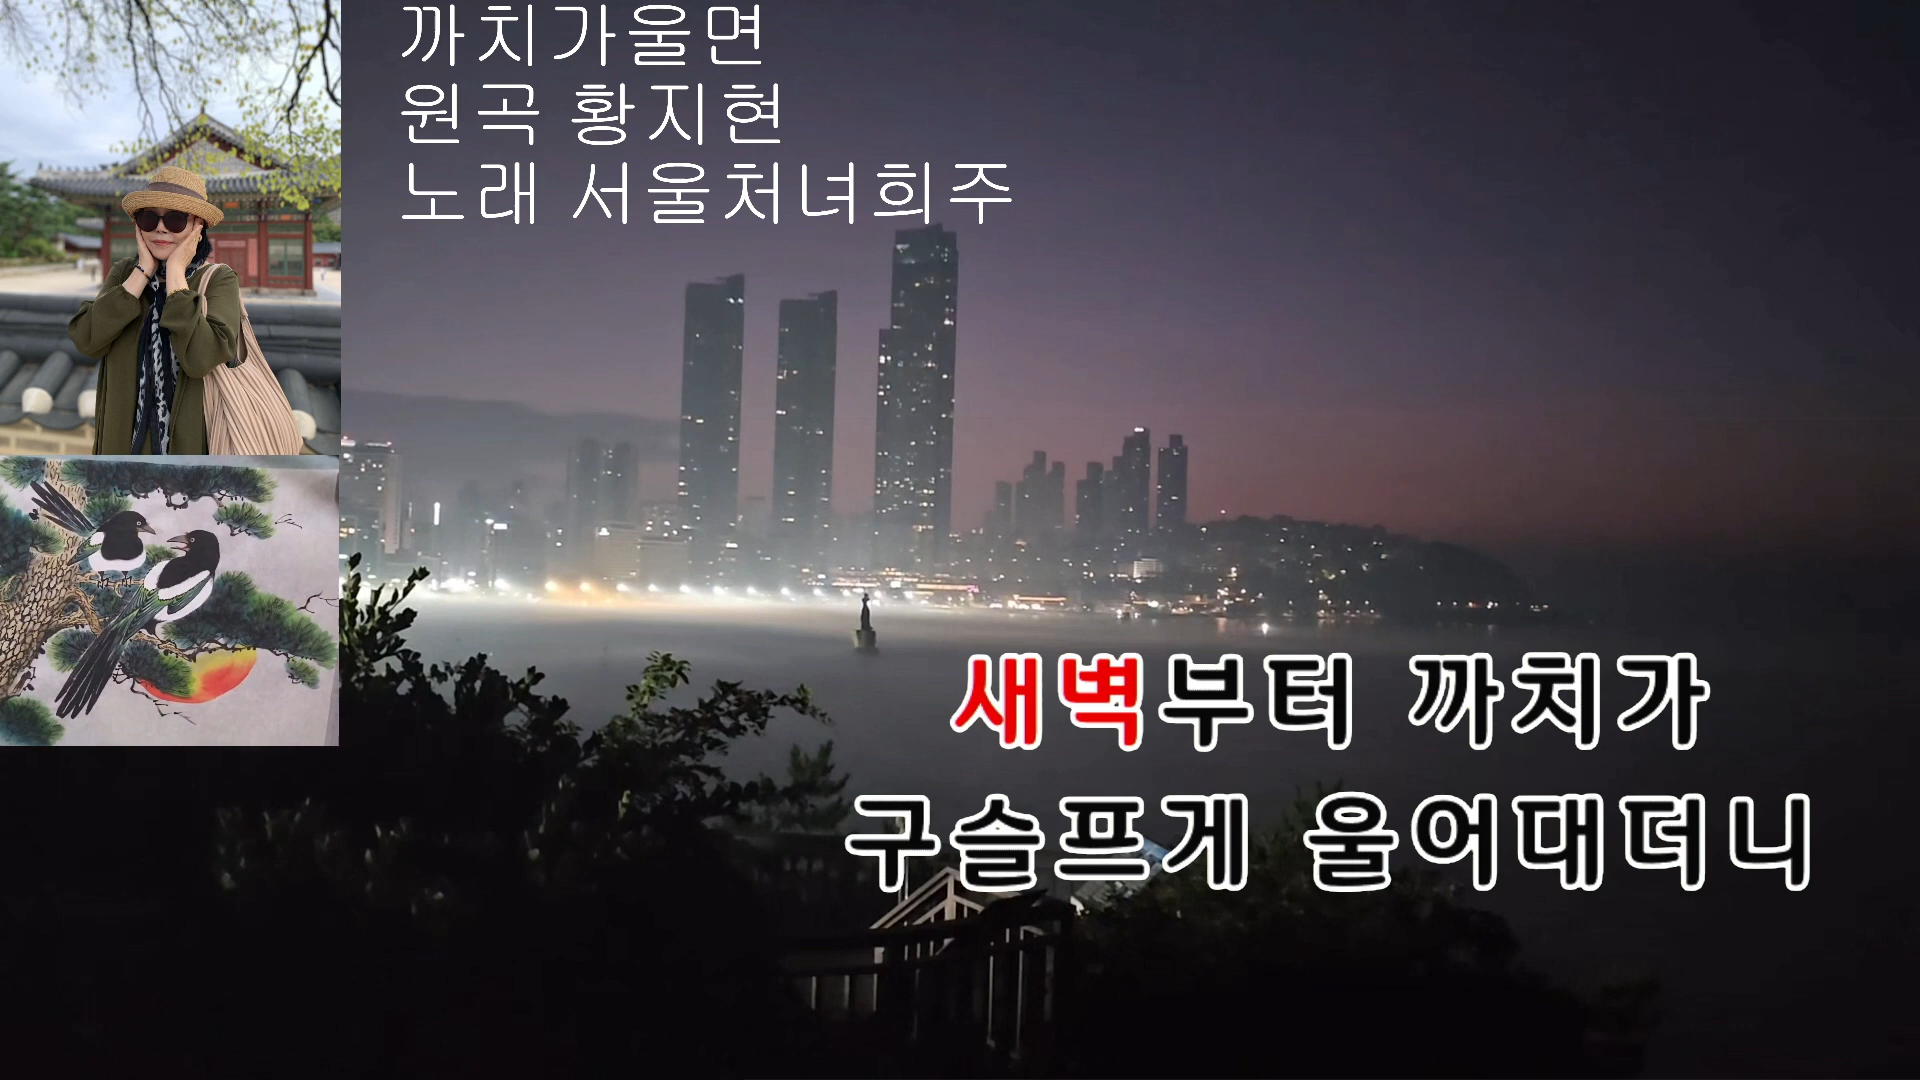 까치가울면
원곡 황지현
노래 서울처녀희주
새벽부터 까치가
구슬프게 울어대더니